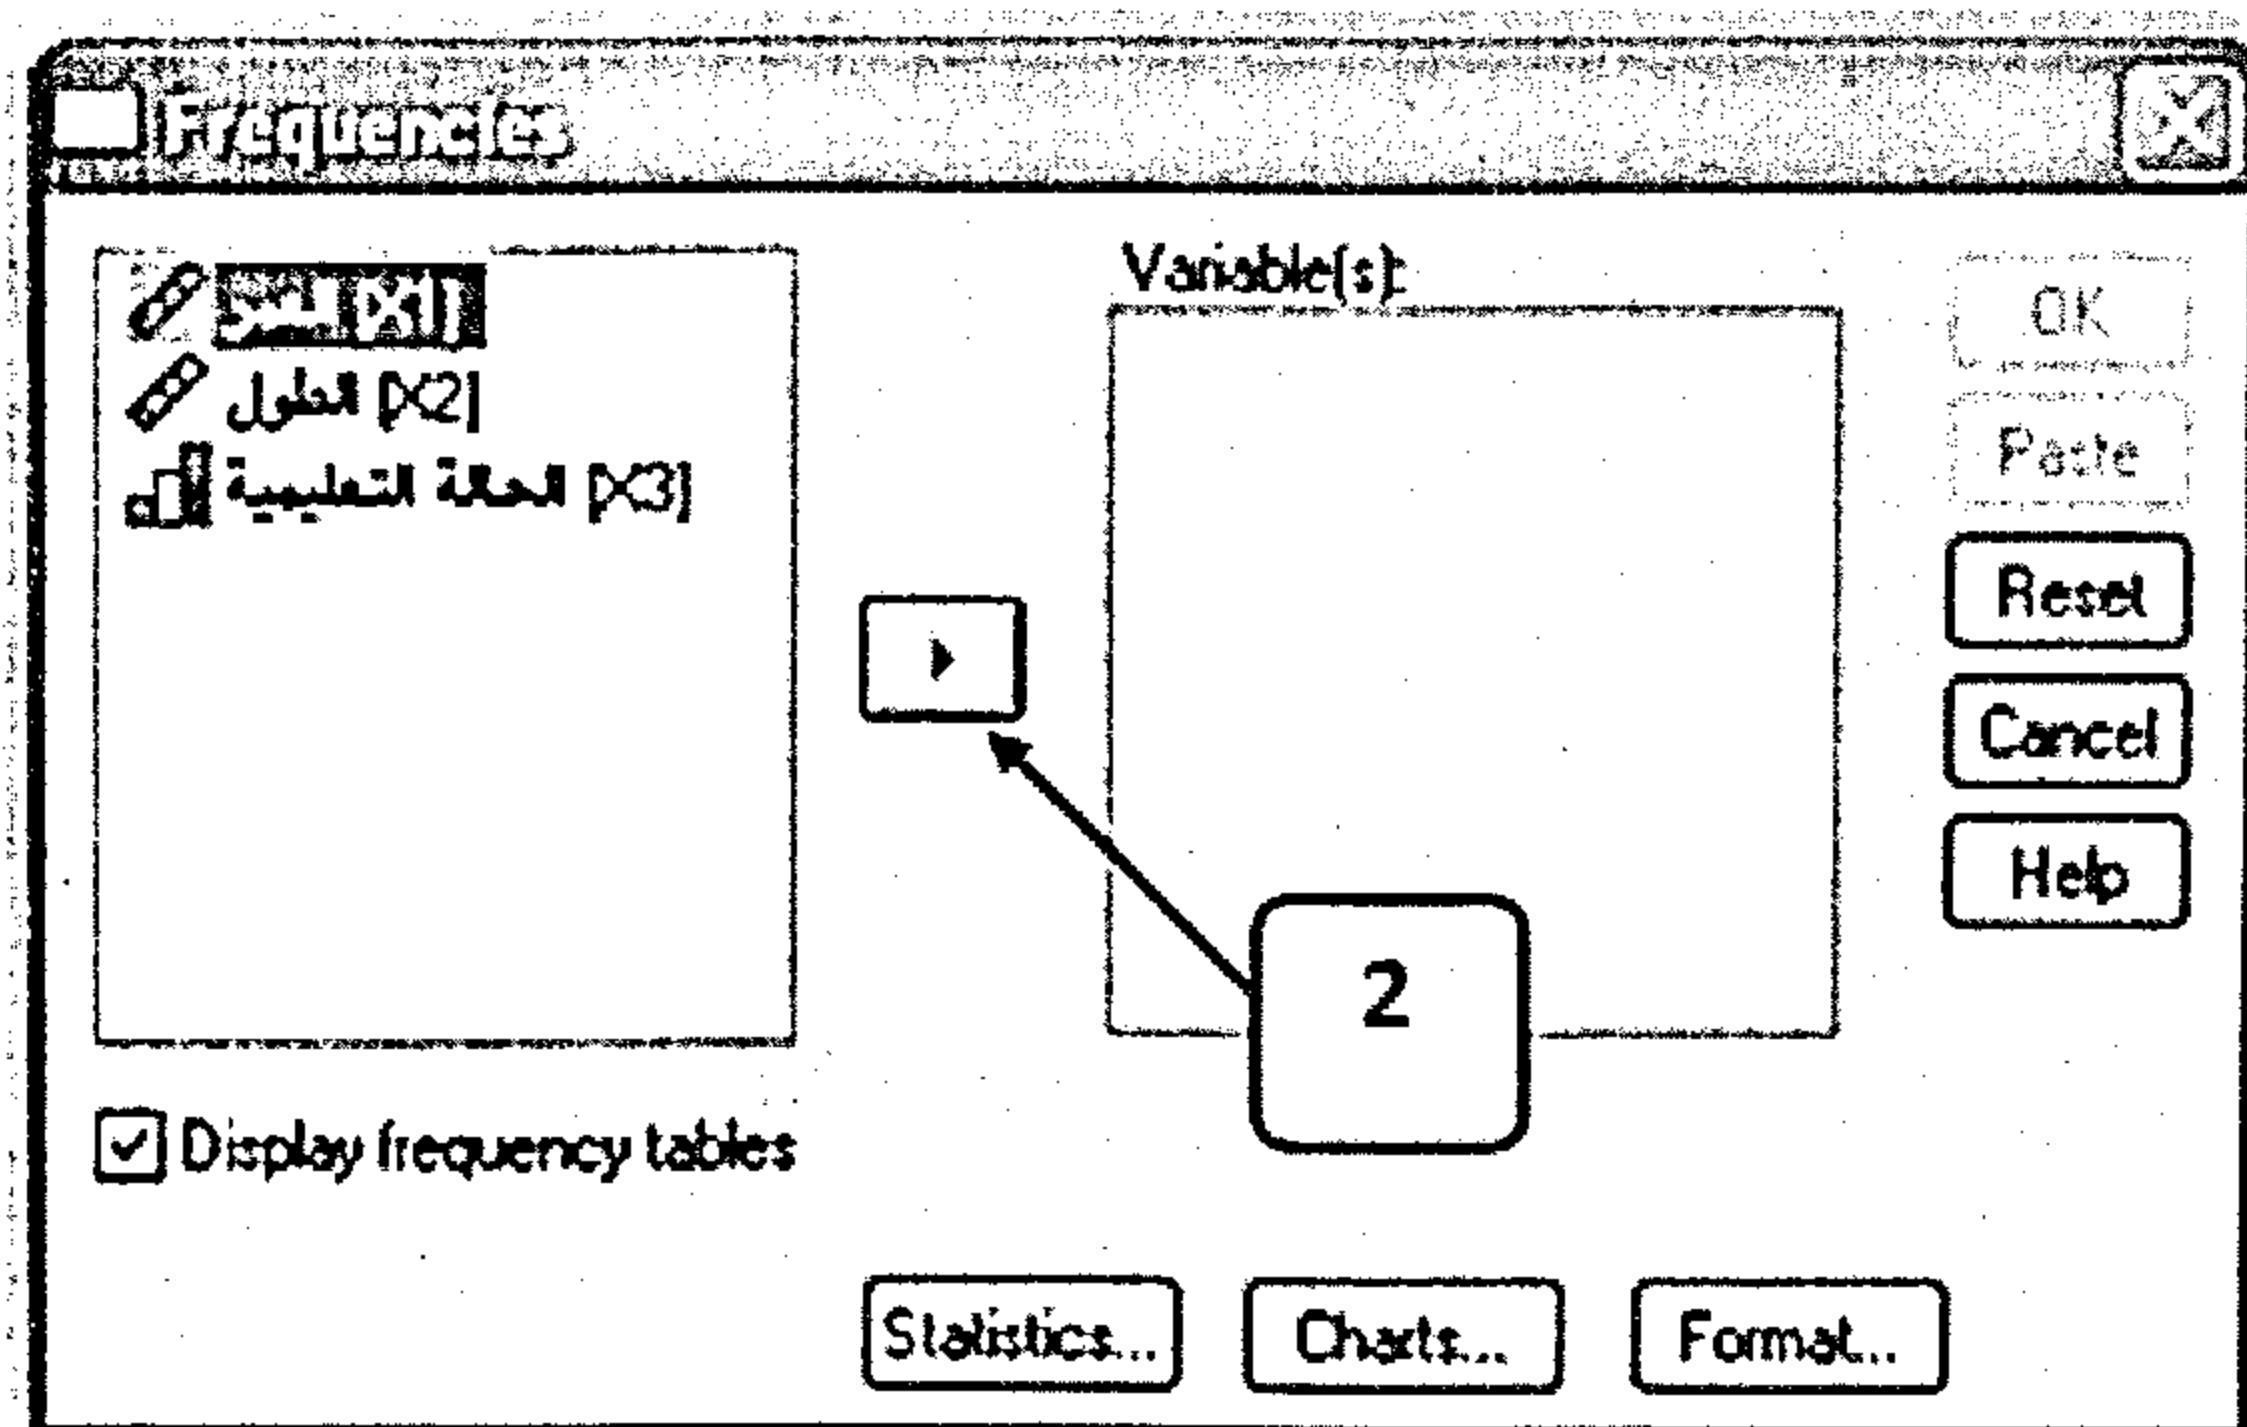 Frequencies
Variable(s):
[X1] العمر
[X2] الطول
[X3] الحالة التعليمية
OK
Paste
Reset
Cancel
Help
2
Display frequency tables
Statistics...
Charts...
Format...